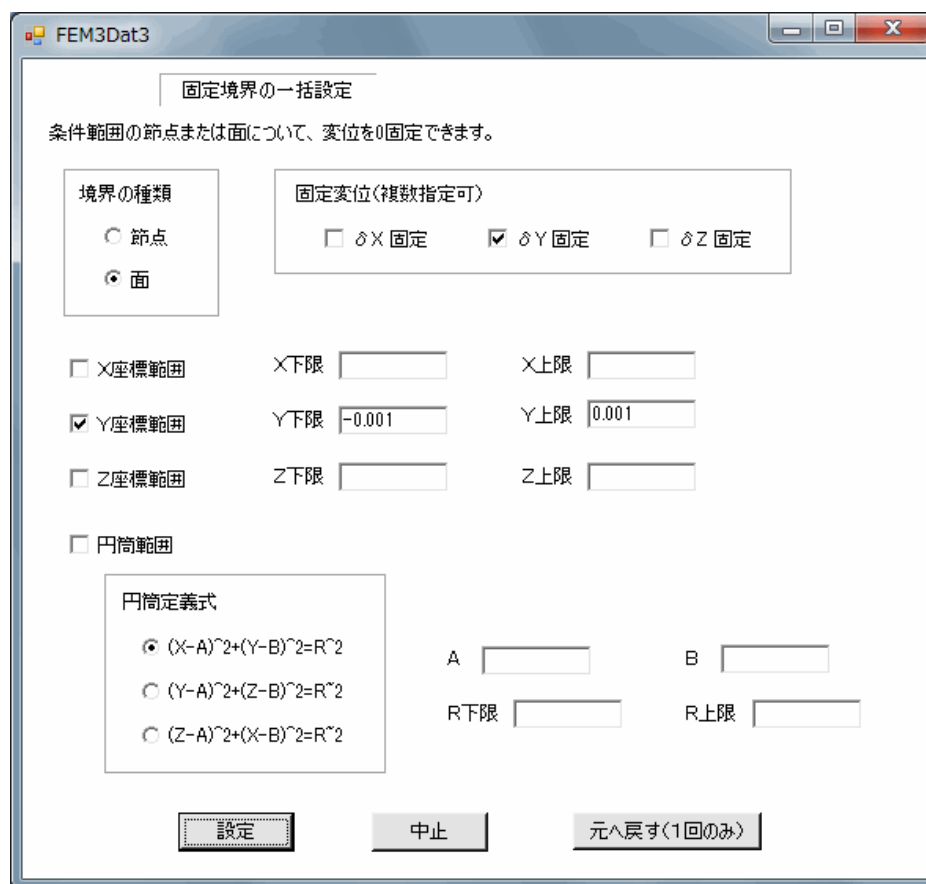 FEM3Dat3
固定境界の一括設定
条件範囲の節点または面について、変位を0固定できます。
境界の種類
節点
面
固定変位(複数指定可)
δX 固定 δY 固定 δZ 固定
X座標範囲 X下限 X上限
Y座標範囲 Y下限 -0.001 Y上限 0.001
Z座標範囲 Z下限 Z上限
円筒範囲
円筒定義式
(X-A)^2+(Y-B)^2=R^2
(Y-A)^2+(Z-B)^2=R~2
(Z-A)^2+(X-B)^2=R~2
A B
R下限 R上限
設定 中止 元へ戻す(1回のみ)